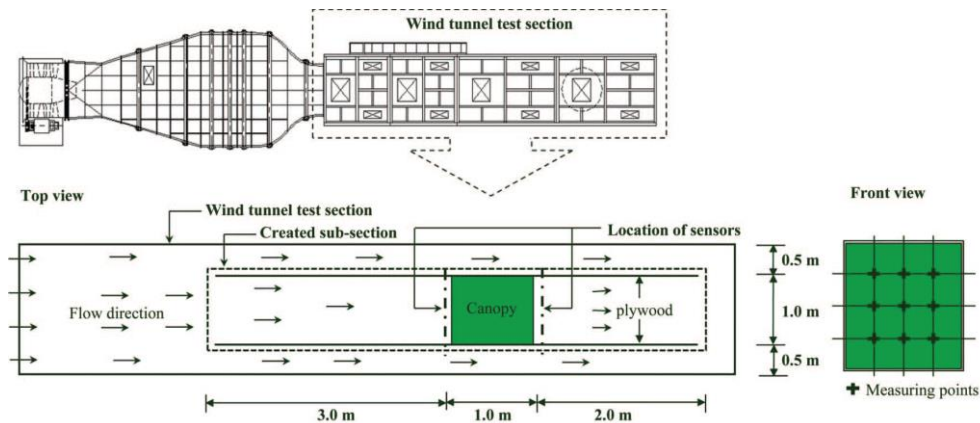 Wind tunnel test section
Top view
Front view
Wind tunnel test section
Created sub-section
Location of sensors
0.5 m
Flow direction
Canopy
plywood
1.0 m
0.5 m
Measuring points
3.0 m
1.0 m
2.0 m